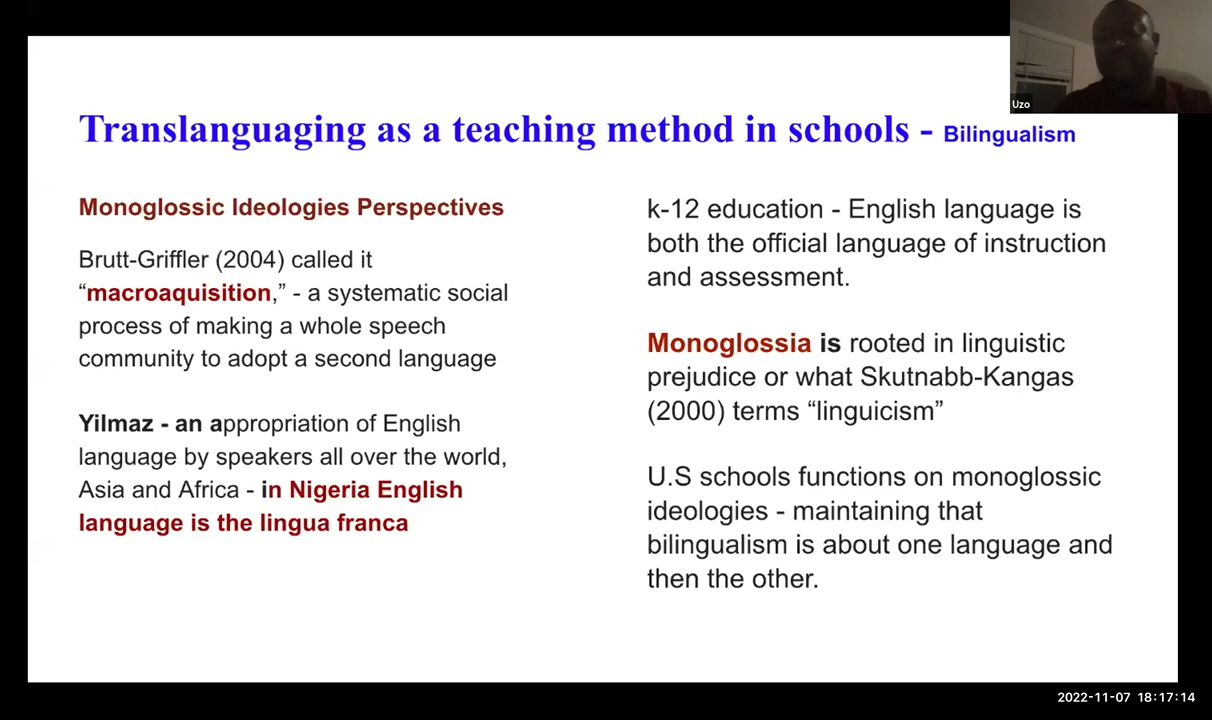 Uzo
Translanguaging as a teaching method in schools - Bilingualism
Monoglossic Ideologies Perspectives
Brutt-Griffler (2004) called it
“macroaquisition,” - a systematic social
process of making a whole speech
community to adopt a second language
Yilmaz - an appropriation of English
language by speakers all over the world,
Asia and Africa - in Nigeria English
language is the lingua franca
k-12 education - English language is
both the official language of instruction
and assessment.
Monoglossia is rooted in linguistic
prejudice or what Skutnabb-Kangas
(2000) terms “linguicism”
U.S schools functions on monoglossic
ideologies - maintaining that
bilingualism is about one language and
then the other.
2022-11-07 18:17:14